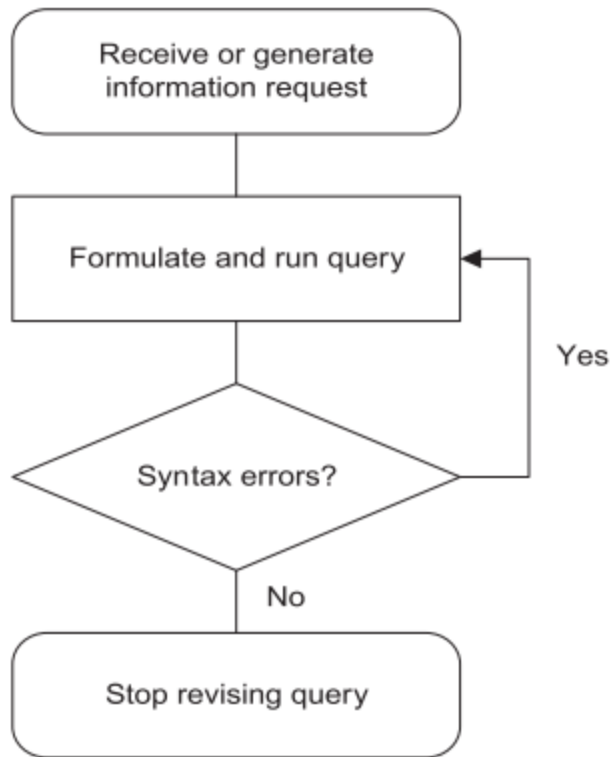 Receive or generate
information request
Formulate and run query
Yes
Syntax errors?
No
Stop revising query